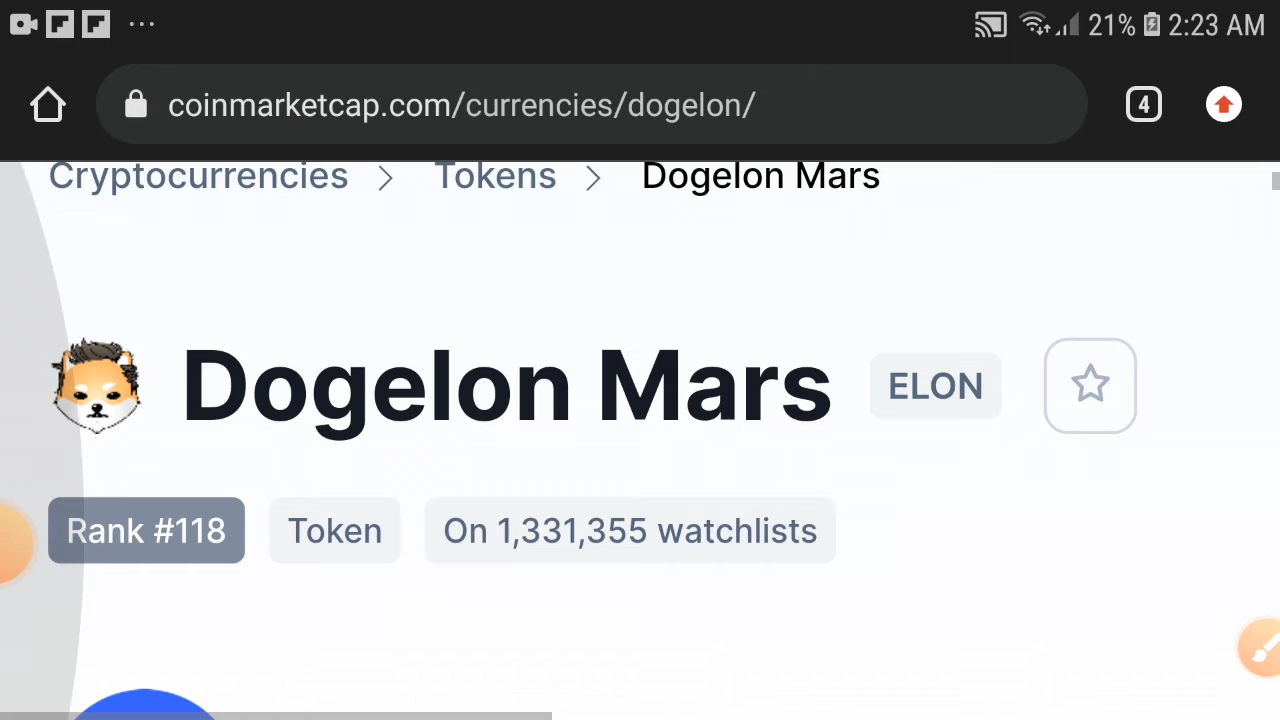 21% 2:23 AM
coinmarketcap.com/currencies/dogelon/
4
Cryptocurrencies > Tokens > Dogelon Mars
Dogelon Mars ELON
Rank #118 Token On 1,331,355 watchlists